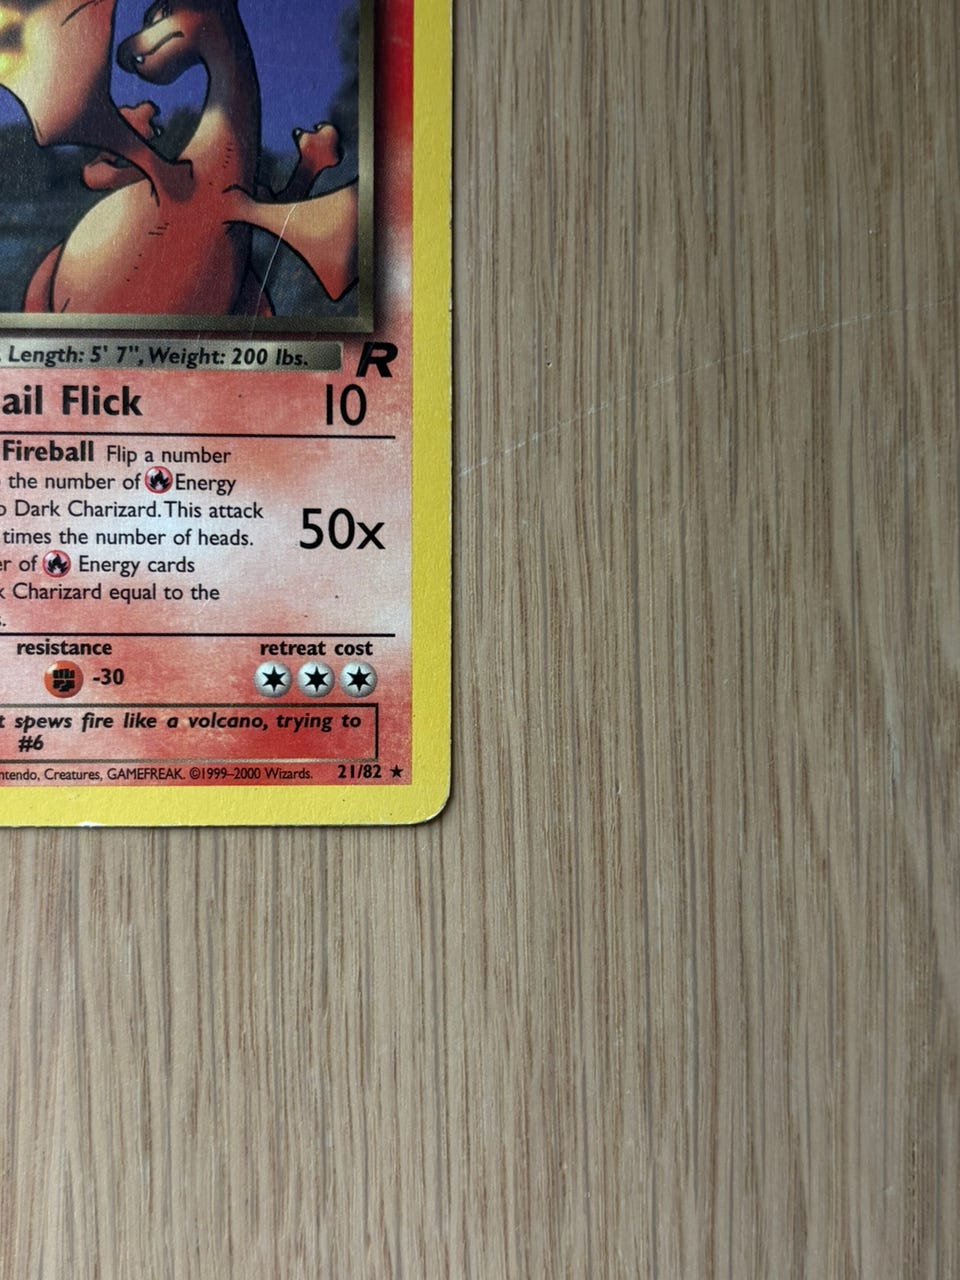 Length: 5' 7", Weight: 200 lbs.
R
ail Flick 10
Fireball Flip a number
the number of Energy
o Dark Charizard. This attack
times the number of heads.
50x
er of Energy cards
k Charizard equal to the
s.
resistance retreat cost
-30
t spews fire like a volcano, trying to
#6
ntendo, Creatures, GAMEFREAK. ©1999–2000 Wizards. 21/82 ★